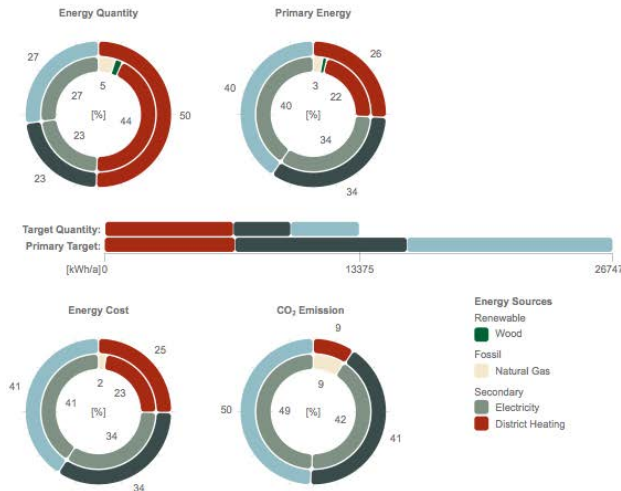 Energy Quantity
Primary Energy
27
5
27
[%]
44
50
23
23
26
3
40
22
40
[%]
34
34
Target Quantity:
Primary Target:
[kWh/a] 0
13375
26747
Energy Cost
CO₂ Emission
25
2
41
23
41
[%]
34
34
9
9
50
49
[%]
42
41
Energy Sources
Renewable
Wood
Fossil
Natural Gas
Secondary
Electricity
District Heating